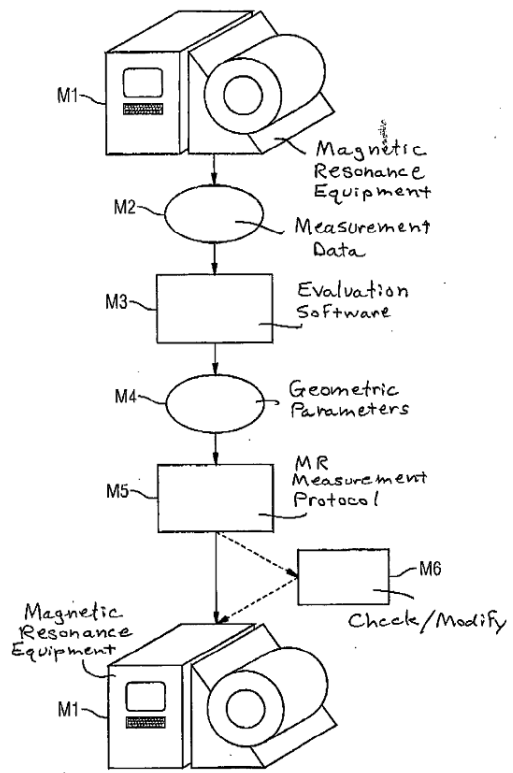 M1
Magnetic
Resonance
Equipment
M2
Measurement
Data
M3
Evaluation
Software
M4
Geometric
Parameters
M5
MR
Measurement
Protocol
M6
Check/Modify
Magnetic
Resonance
Equipment
M1